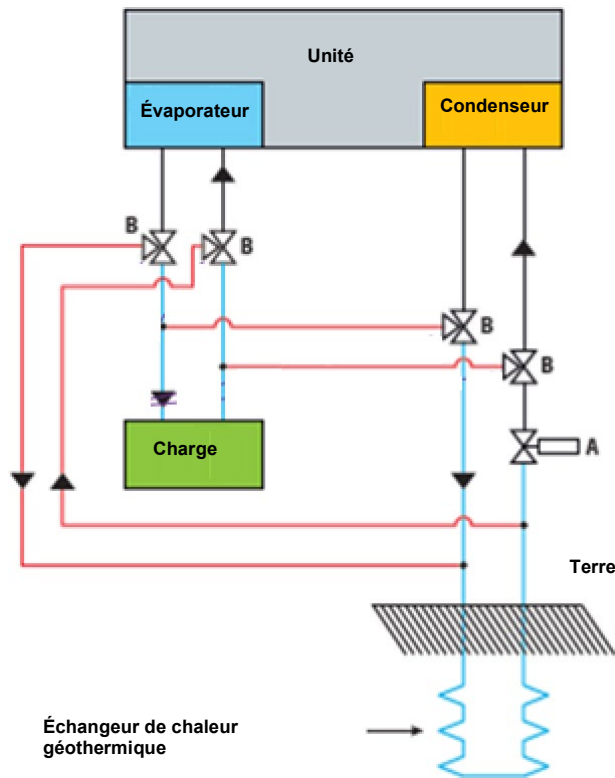 Unité
Évaporateur
Condenseur
B
B
B
B
A
Charge
Terre
Échangeur de chaleur
géothermique